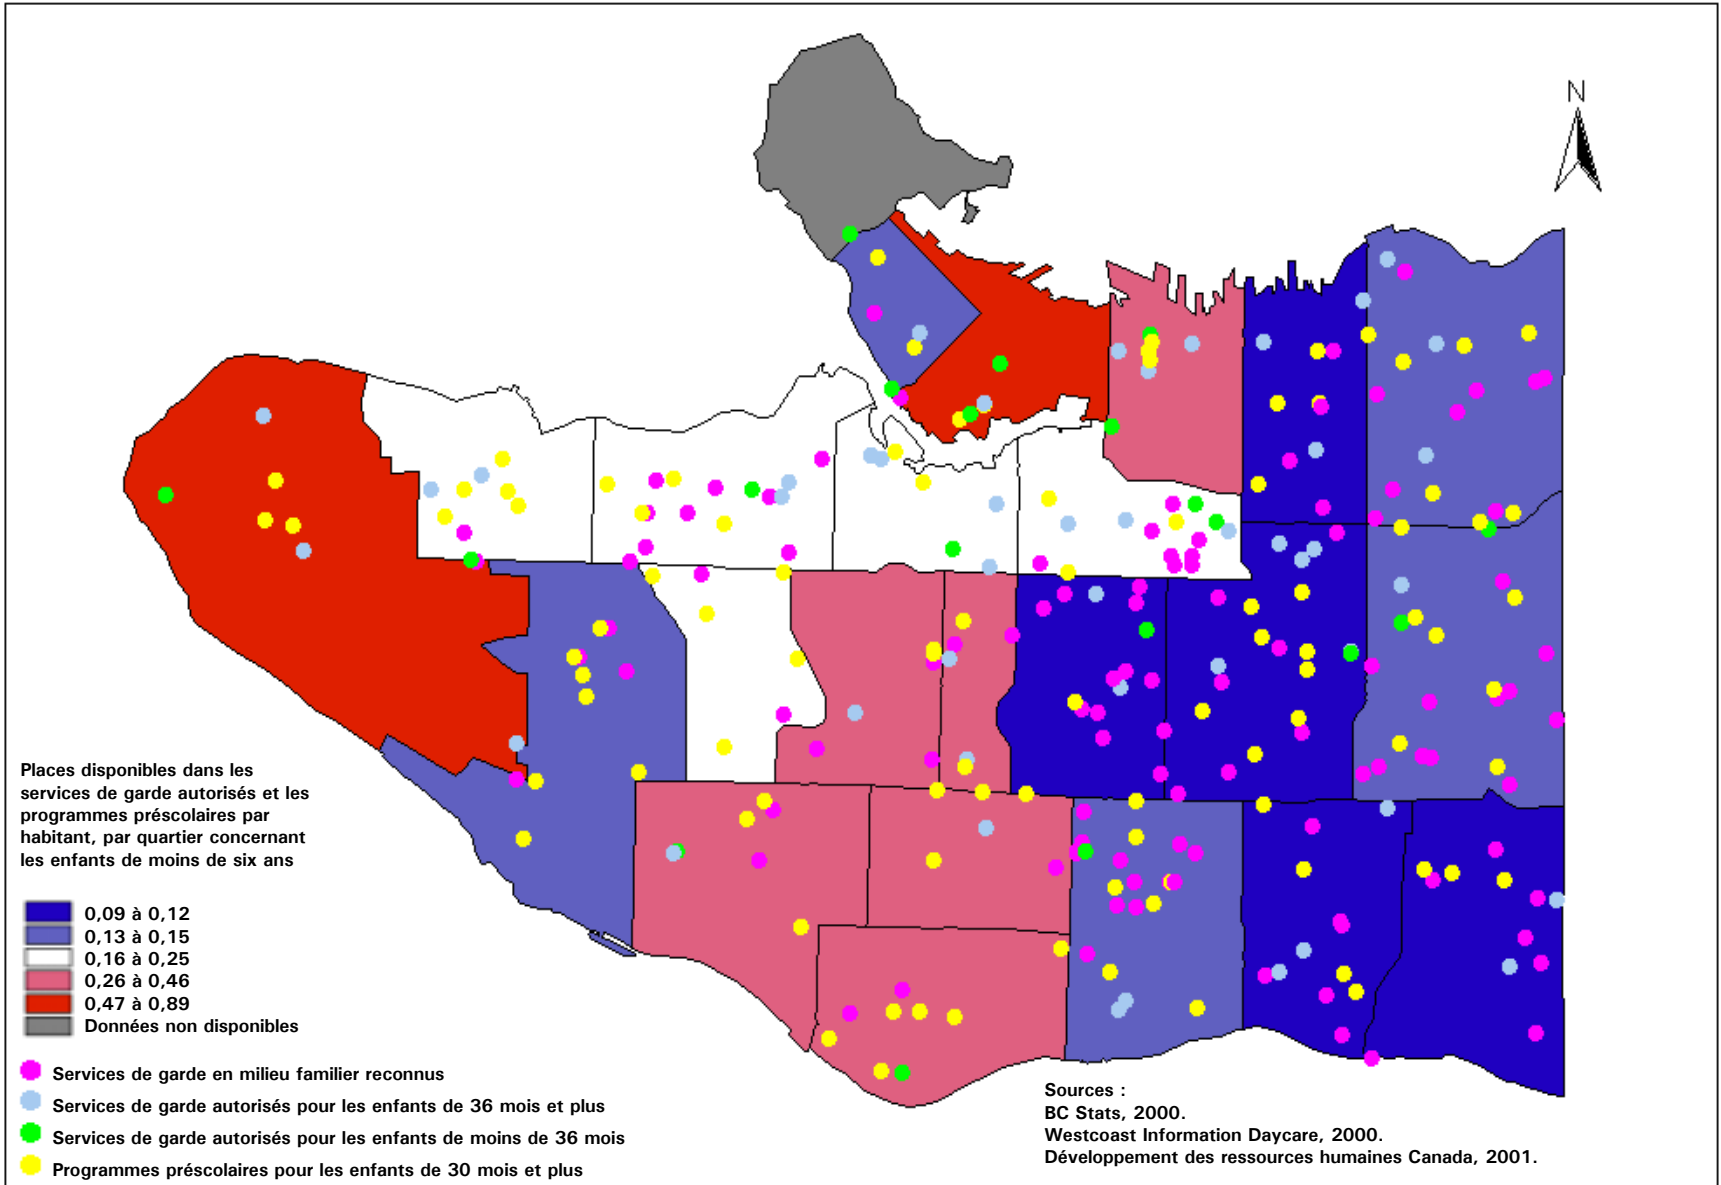 N
Places disponibles dans les
services de garde autorisés et les
programmes préscolaires par
habitant, par quartier concernant
les enfants de moins de six ans
0,09 à 0,12
0,13 à 0,15
0,16 à 0,25
0,26 à 0,46
0,47 à 0,89
Données non disponibles
Services de garde en milieu familier reconnus
Services de garde autorisés pour les enfants de 36 mois et plus
Services de garde autorisés pour les enfants de moins de 36 mois
Programmes préscolaires pour les enfants de 30 mois et plus
Sources :
BC Stats, 2000.
Westcoast Information Daycare, 2000.
Développement des ressources humaines Canada, 2001.